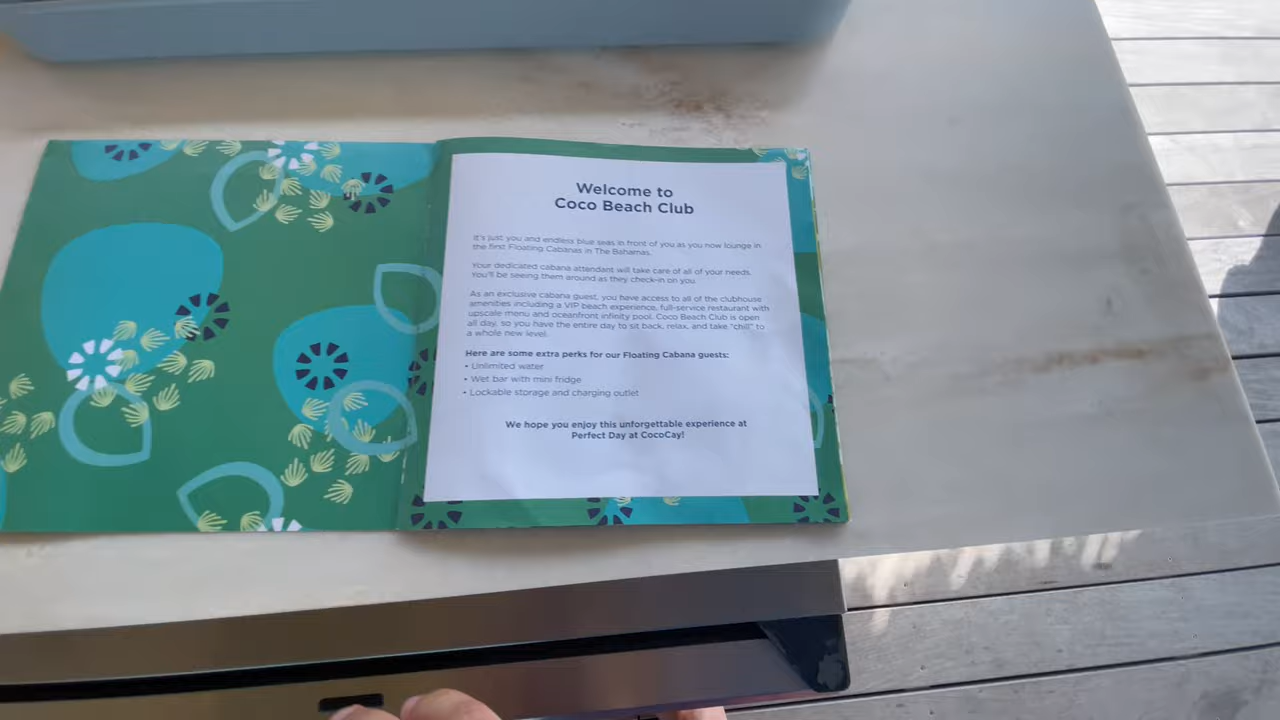 Welcome to
Coco Beach Club
It's just you and endless blue seas in front of you as you now lounge in
the first Floating Cabanas in The Bahamas.
Your dedicated cabana attendant will take care of all of your needs.
You'll be seeing them around as they check-in on you.
As an exclusive cabana guest, you have access to all of the clubhouse
amenities including a VIP beach experience, full-service restaurant with
upscale menu and oceanfront infinity pool. Coco Beach Club is open
all day, so you have the entire day to sit back, relax, and take "chill" to
a whole new level.
Here are some extra perks for our Floating Cabana guests:
• Unlimited water
• Wet bar with mini fridge
• Lockable storage and charging outlet
We hope you enjoy this unforgettable experience at
Perfect Day at CocoCay!